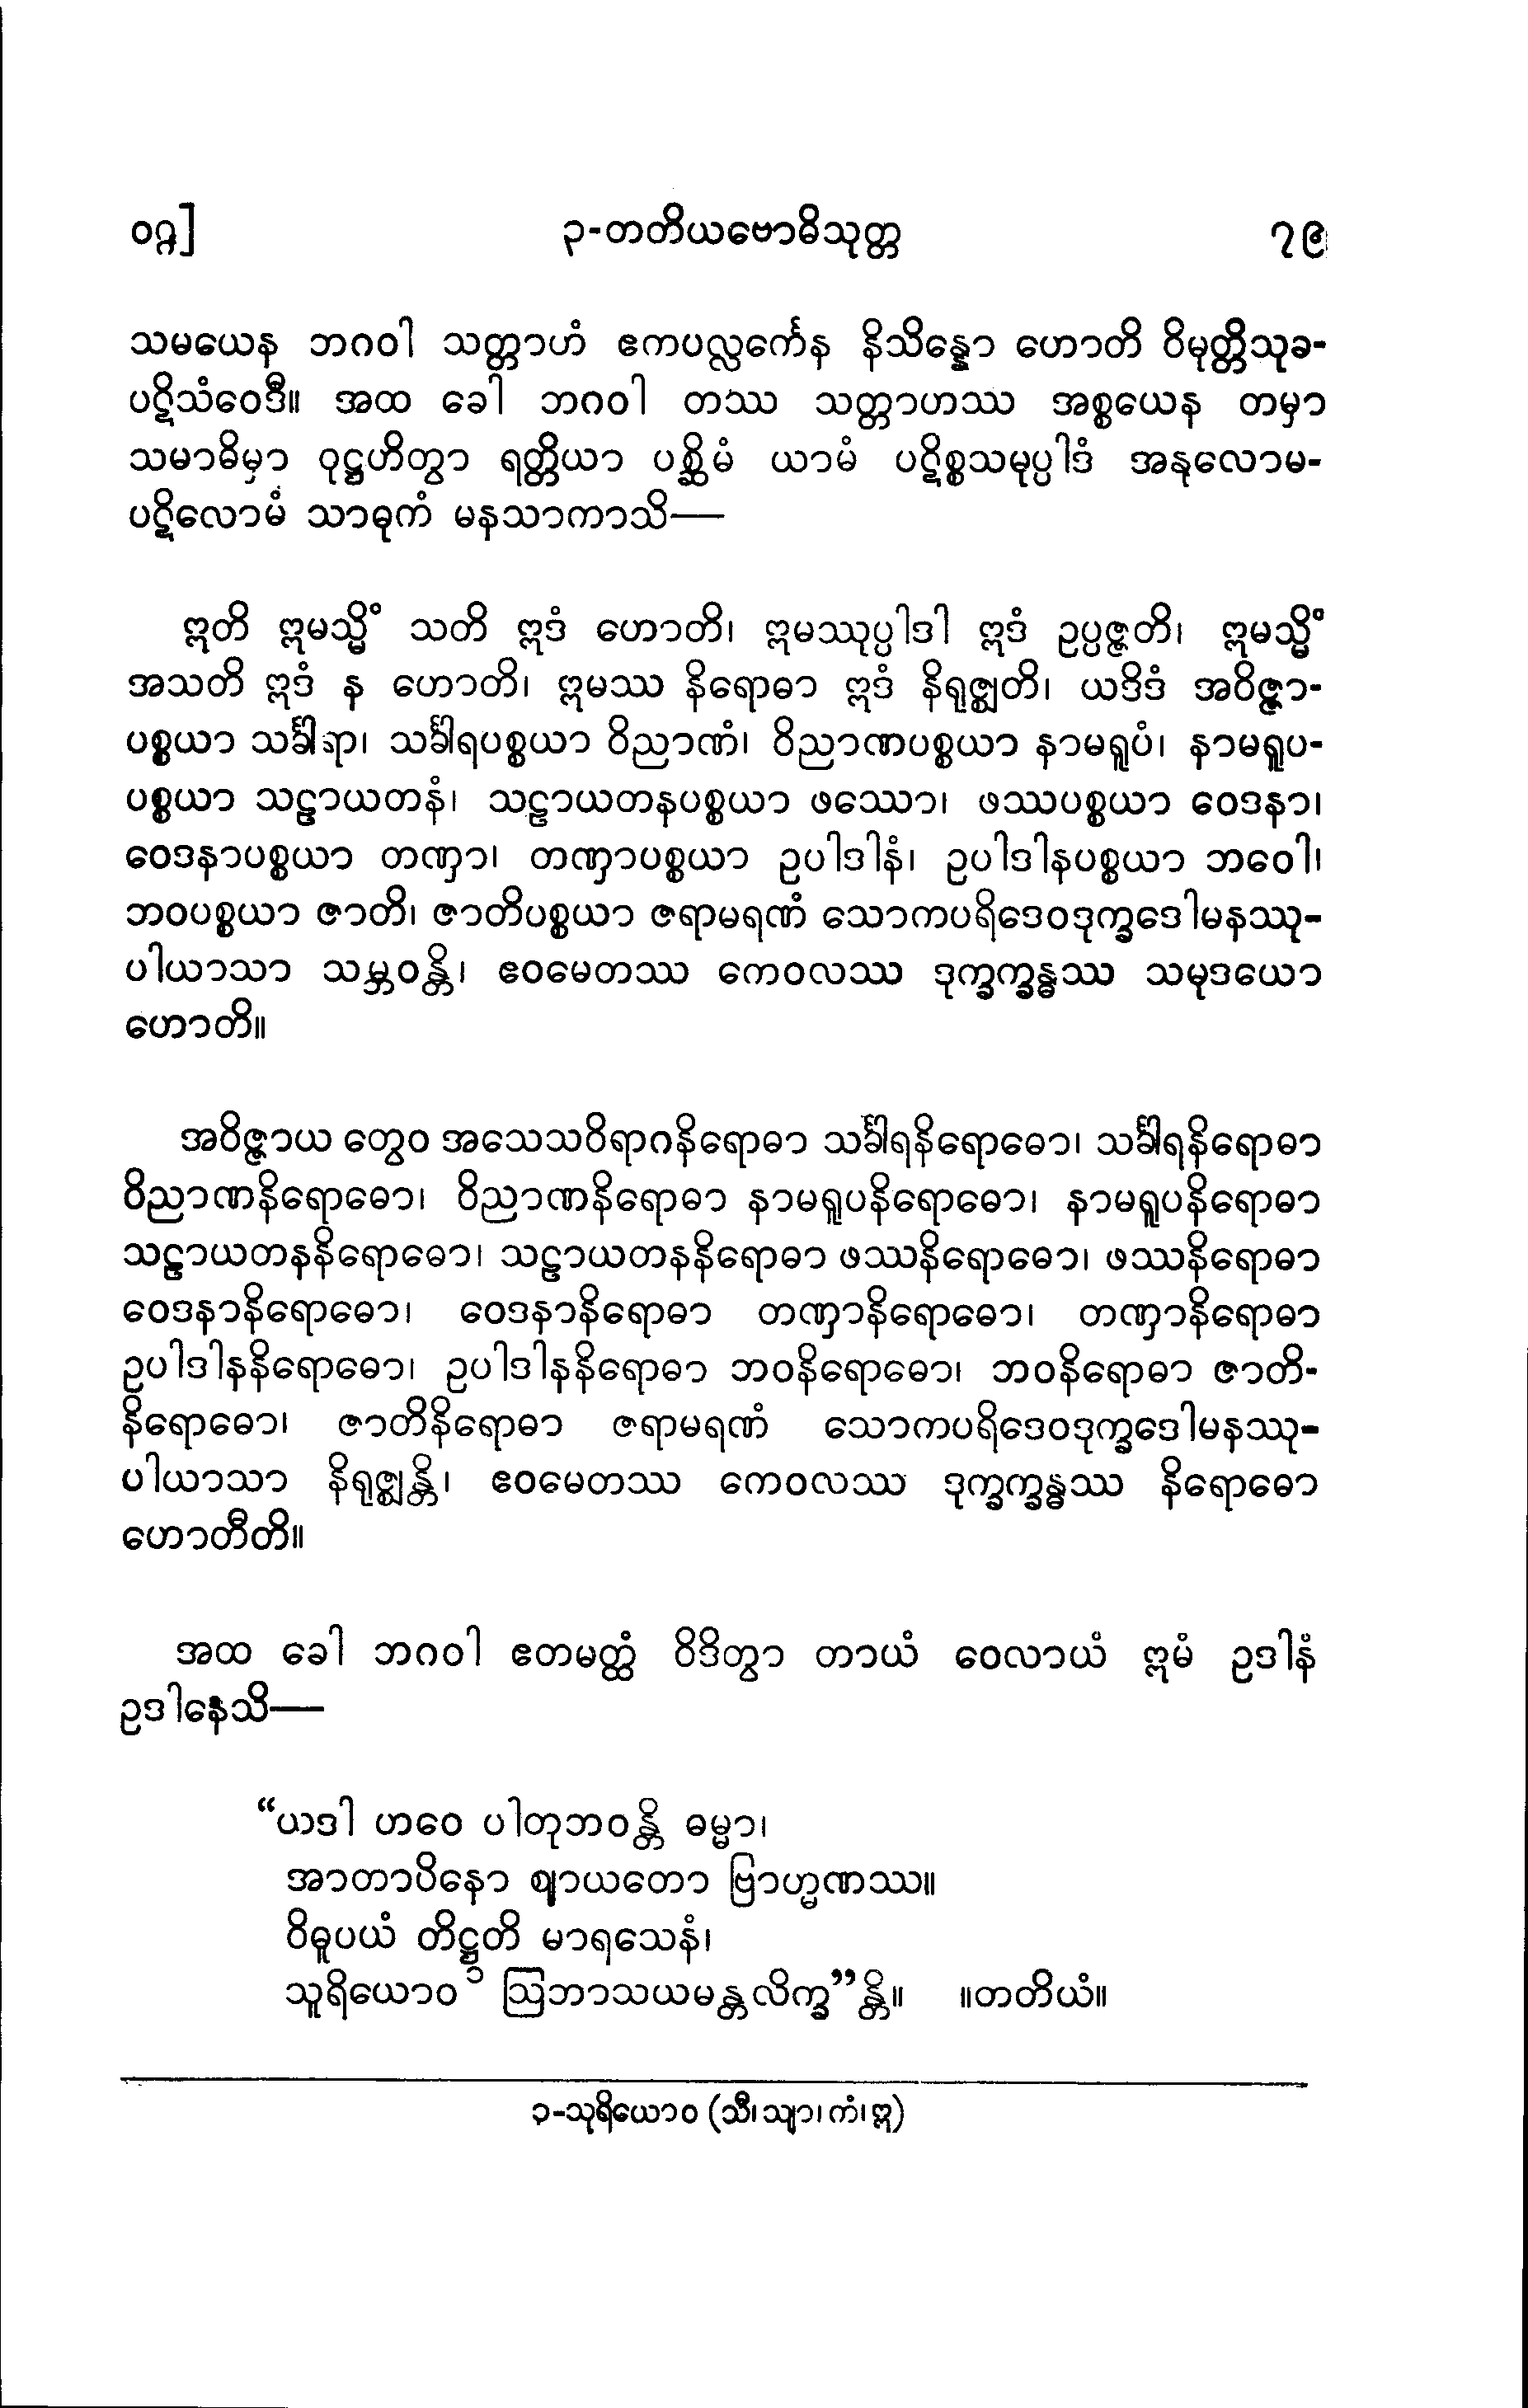 ဝဂ္ဂ]
၃-တတိယဗောဓိသုတ္တ
၇၉
သမယေန ဘဂဝါ သတ္တာဟံ ဧကပလ္လင်္ကေန နိသိန္နော ဟောတိ ဝိမုတ္တိသုခ-
ပဋိသံဝေဒီ။ အထ ခေါ ဘဂဝါ တဿ သတ္တာဟဿ အစ္စယေန တမှာ
သမာဓိမှာ ဝုဋ္ဌဟိတွာ ရတ္တိယာ ပစ္ဆိမံ ယာမံ ပဋိစ္စသမုပ္ပါဒံ အနုလောမ-
ပဋိလောမံ သာဓုကံ မနသာကာသိ—
ဣတိ ဣမသ္မိံ သတိ ဣဒံ ဟောတိ၊ ဣမဿုပ္ပါဒါ ဣဒံ ဥပ္ပဇ္ဇတိ၊ ဣမသ္မိံ
အသတိ ဣဒံ န ဟောတိ၊ ဣမဿ နိရောဓာ ဣဒံ နိရုဇ္ဈတိ၊ ယဒိဒံ အဝိဇ္ဇာ-
ပစ္စယာ သင်္ခါရာ၊ သင်္ခါရပစ္စယာ ဝိညာဏံ၊ ဝိညာဏပစ္စယာ နာမရူပံ၊ နာမရူပ-
ပစ္စယာ သဠာယတနံ၊ သဠာယတနပစ္စယာ ဖဿော၊ ဖဿပစ္စယာ ဝေဒနာ၊
ဝေဒနာပစ္စယာ တဏှာ၊ တဏှာပစ္စယာ ဥပါဒါနံ၊ ဥပါဒါနပစ္စယာ ဘဝေါ၊
ဘဝပစ္စယာ ဇာတိ၊ ဇာတိပစ္စယာ ဇရာမရဏံ သောကပရိဒေဝဒုက္ခဒေါမနဿု-
ပါယာသာ သမ္ဘဝန္တိ၊ ဧဝမေတဿ ကေဝလဿ ဒုက္ခက္ခန္ဓဿ သမုဒယော
ဟောတိ။
အဝိဇ္ဇာယ တွေဝ အသေသဝိရာဂနိရောဓာ သင်္ခါရနိရောဓော၊ သင်္ခါရနိရောဓာ
ဝိညာဏနိရောဓော၊ ဝိညာဏနိရောဓာ နာမရူပနိရောဓော၊ နာမရူပနိရောဓာ
သဠာယတနနိရောဓော၊ သဠာယတနနိရောဓာ ဖဿနိရောဓော၊ ဖဿနိရောဓာ
ဝေဒနာနိရောဓော၊ ဝေဒနာနိရောဓာ တဏှာနိရောဓော၊ တဏှာနိရောဓာ
ဥပါဒါနနိရောဓော၊ ဥပါဒါနနိရောဓာ ဘဝနိရောဓော၊ ဘဝနိရောဓာ ဇာတိ-
နိရောဓော၊ ဇာတိနိရောဓာ ဇရာမရဏံ သောကပရိဒေဝဒုက္ခဒေါမနဿု-
ပါယာသာ နိရုဇ္ဈန္တိ၊ ဧဝမေတဿ ကေဝလဿ ဒုက္ခက္ခန္ဓဿ နိရောဓော
ဟောတီတိ။
အထ ခေါ ဘဂဝါ ဧတမတ္ထံ ဝိဒိတွာ တာယံ ဝေလာယံ ဣမံ ဥဒါနံ
ဥဒါနေသိ—
“ယဒါ ဟဝေ ပါတုဘဝန္တိ ဓမ္မာ၊
အာတာပိနော ဈာယတော ဗြာဟ္မဏဿ။
ဝိဓူပယံ တိဋ္ဌတိ မာရသေနံ၊
သူရိယောဝ ၁ ဩဘာသယမန္တလိက္ခ”န္တိ။ ။တတိယံ။
၁-သုရိယောဝ (သီ၊ သျာ၊ ကံ၊ ဣ)